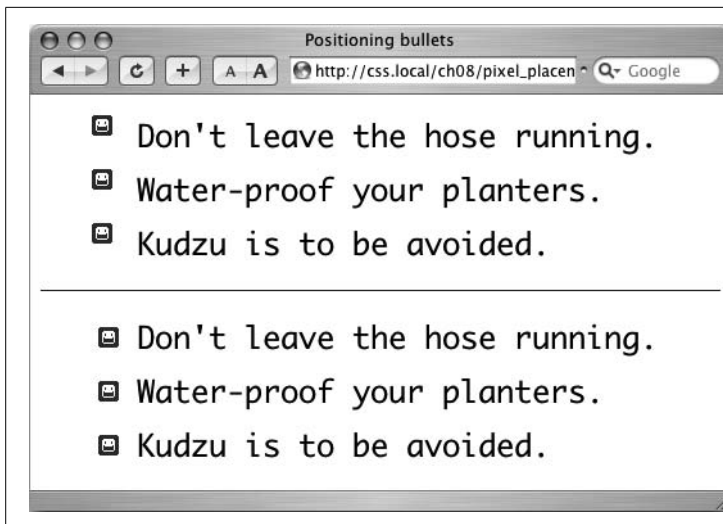 Positioning bullets
A A http://css.local/ch08/pixel_placen Google
Don't leave the hose running.
Water-proof your planters.
Kudzu is to be avoided.
Don't leave the hose running.
Water-proof your planters.
Kudzu is to be avoided.